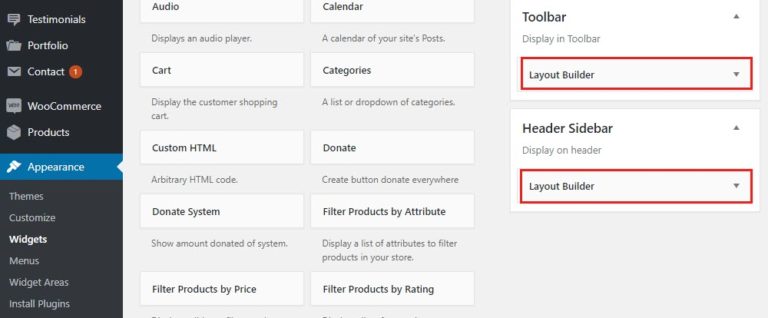 Testimonials
Portfolio
Contact 1
WooCommerce
Products
Appearance
Themes
Customize
Widgets
Menus
Widget Areas
Install Plugins
Audio
Displays an audio player.
Calendar
A calendar of your site's Posts.
Cart
Display the customer shopping
cart.
Categories
A list or dropdown of categories.
Custom HTML
Arbitrary HTML code.
Donate
Create button donate everywhere
Donate System
Show amount donated of system.
Filter Products by Attribute
Display a list of attributes to filter
products in your store.
Filter Products by Price
Filter Products by Rating
Toolbar
Display in Toolbar
Layout Builder
Header Sidebar
Display on header
Layout Builder